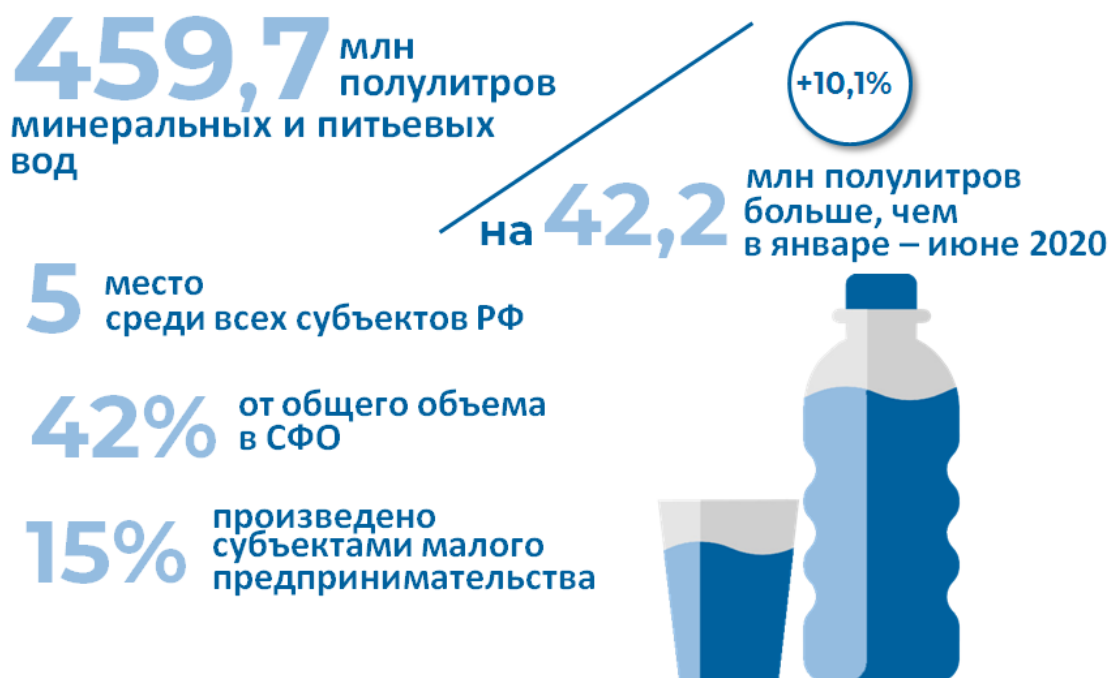 459,7 млн
полулитров
минеральных и питьевых
вод
+10,1%
на 42,2 млн полулитров
больше, чем
в январе – июне 2020
5 место
среди всех субъектов РФ
42% от общего объема
в СФО
15% произведено
субъектами малого
предпринимательства